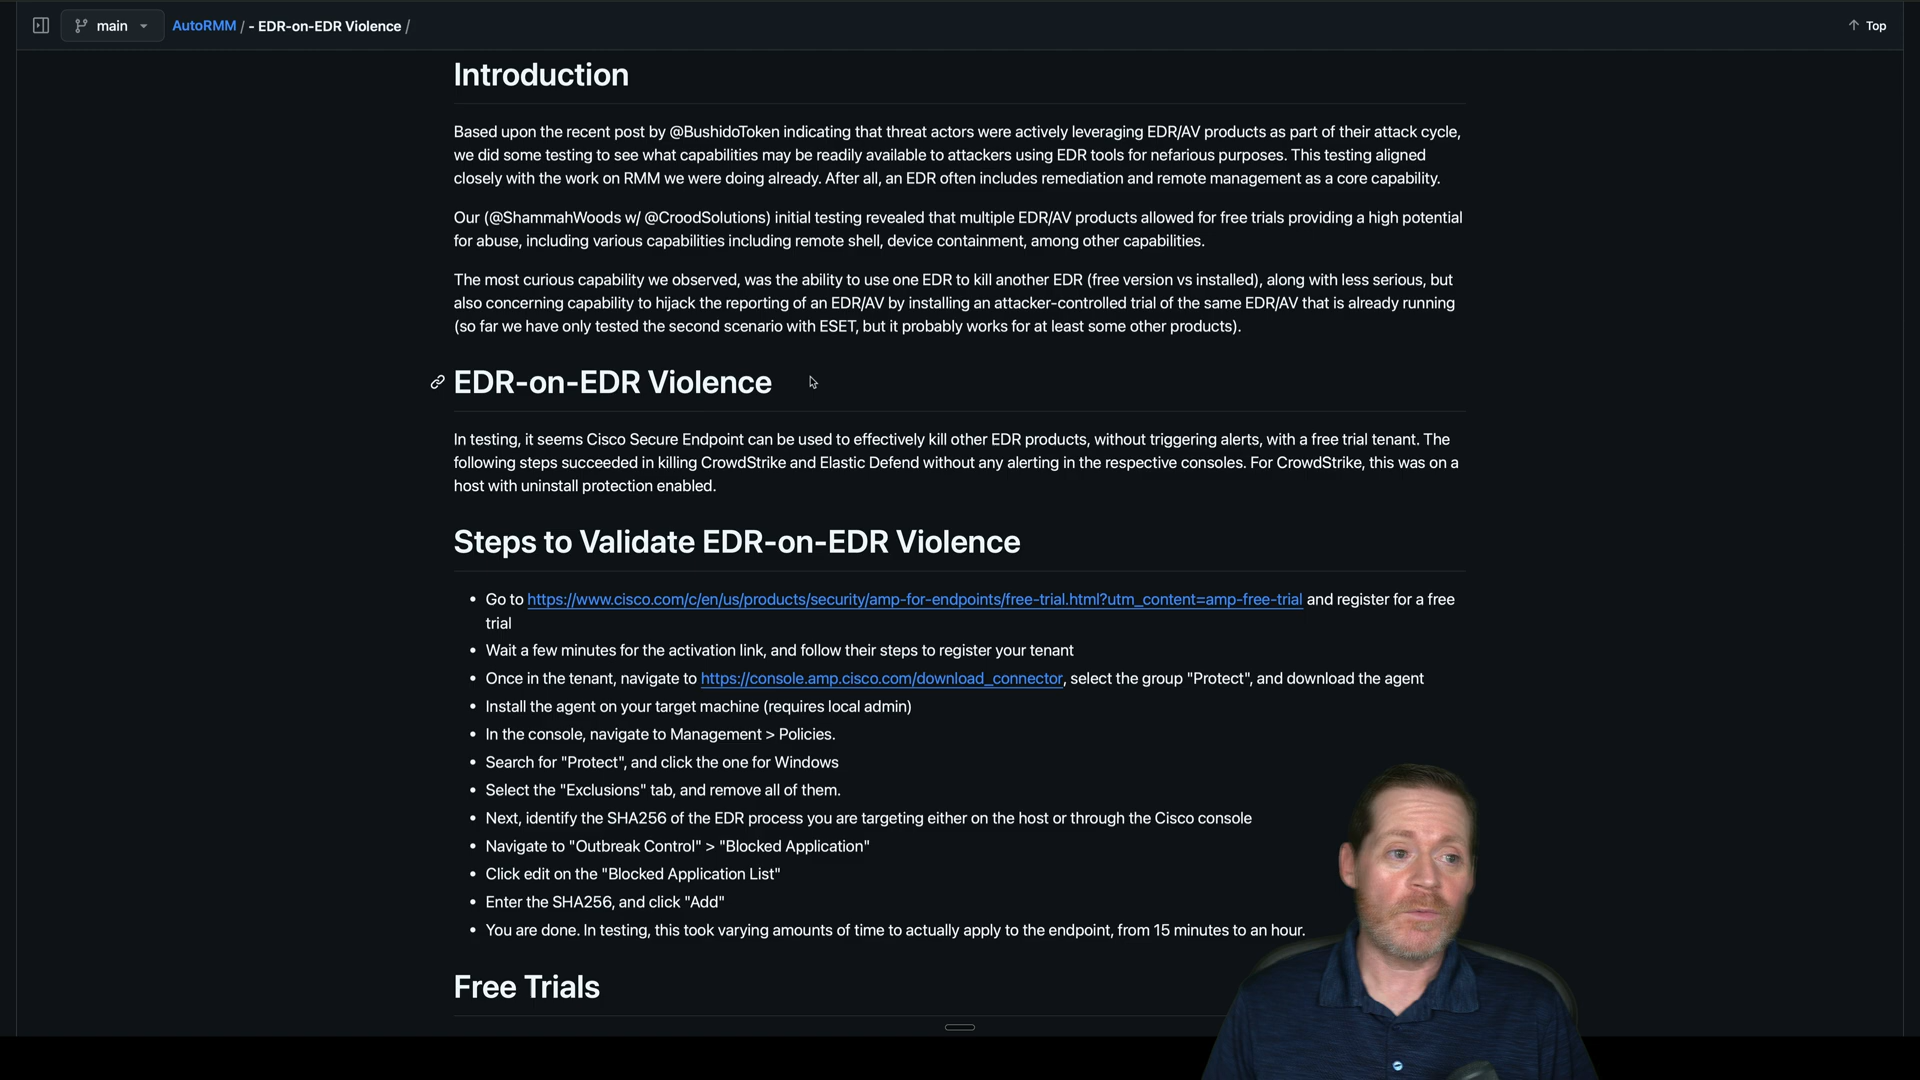 main
AutoRMM / - EDR-on-EDR Violence /
Top
Introduction
Based upon the recent post by @BushidoToken indicating that threat actors were actively leveraging EDR/AV products as part of their attack cycle,
we did some testing to see what capabilities may be readily available to attackers using EDR tools for nefarious purposes. This testing aligned
closely with the work on RMM we were doing already. After all, an EDR often includes remediation and remote management as a core capability.
Our (@ShammahWoods w/ @CroodSolutions) initial testing revealed that multiple EDR/AV products allowed for free trials providing a high potential
for abuse, including various capabilities including remote shell, device containment, among other capabilities.
The most curious capability we observed, was the ability to use one EDR to kill another EDR (free version vs installed), along with less serious, but
also concerning capability to hijack the reporting of an EDR/AV by installing an attacker-controlled trial of the same EDR/AV that is already running
(so far we have only tested the second scenario with ESET, but it probably works for at least some other products).
EDR-on-EDR Violence
In testing, it seems Cisco Secure Endpoint can be used to effectively kill other EDR products, without triggering alerts, with a free trial tenant. The
following steps succeeded in killing CrowdStrike and Elastic Defend without any alerting in the respective consoles. For CrowdStrike, this was on a
host with uninstall protection enabled.
Steps to Validate EDR-on-EDR Violence
• Go to https://www.cisco.com/c/en/us/products/security/amp-for-endpoints/free-trial.html?utm_content=amp-free-trial and register for a free
trial
• Wait a few minutes for the activation link, and follow their steps to register your tenant
• Once in the tenant, navigate to https://console.amp.cisco.com/download_connector, select the group "Protect", and download the agent
• Install the agent on your target machine (requires local admin)
• In the console, navigate to Management > Policies.
• Search for "Protect", and click the one for Windows
• Select the "Exclusions" tab, and remove all of them.
• Next, identify the SHA256 of the EDR process you are targeting either on the host or through the Cisco console
• Navigate to "Outbreak Control" > "Blocked Application"
• Click edit on the "Blocked Application List"
• Enter the SHA256, and click "Add"
• You are done. In testing, this took varying amounts of time to actually apply to the endpoint, from 15 minutes to an hour.
Free Trials